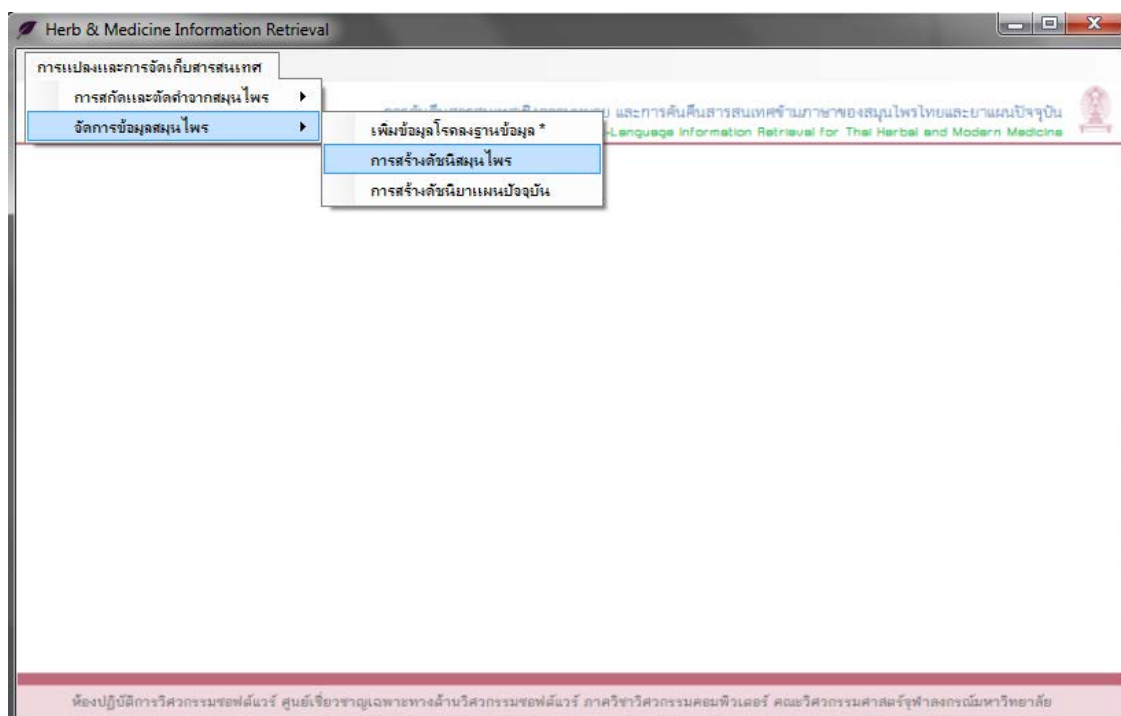 Herb & Medicine Information Retrieval
การแปลงและการจัดเก็บสารสนเทศ
การสกัดและตัดคำจากสมุนไพร
และการค้นคืนสารสนเทศข้ามภาษาของสมุนไพรไทยและยาแผนปัจจุบัน
จัดการข้อมูลสมุนไพร
เพิ่มข้อมูลโรคลงฐานข้อมูล *
-Language Information Retrieval for Thai Herbal and Modern Medicine
การสร้างดัชนีสมุนไพร
การสร้างดัชนียาแผนปัจจุบัน
ห้องปฏิบัติการวิศวกรรมซอฟต์แวร์ ศูนย์เชี่ยวชาญเฉพาะทางด้านวิศวกรรมซอฟต์แวร์ ภาควิชาวิศวกรรมคอมพิวเตอร์ คณะวิศวกรรมศาสตร์จุฬาลงกรณ์มหาวิทยาลัย